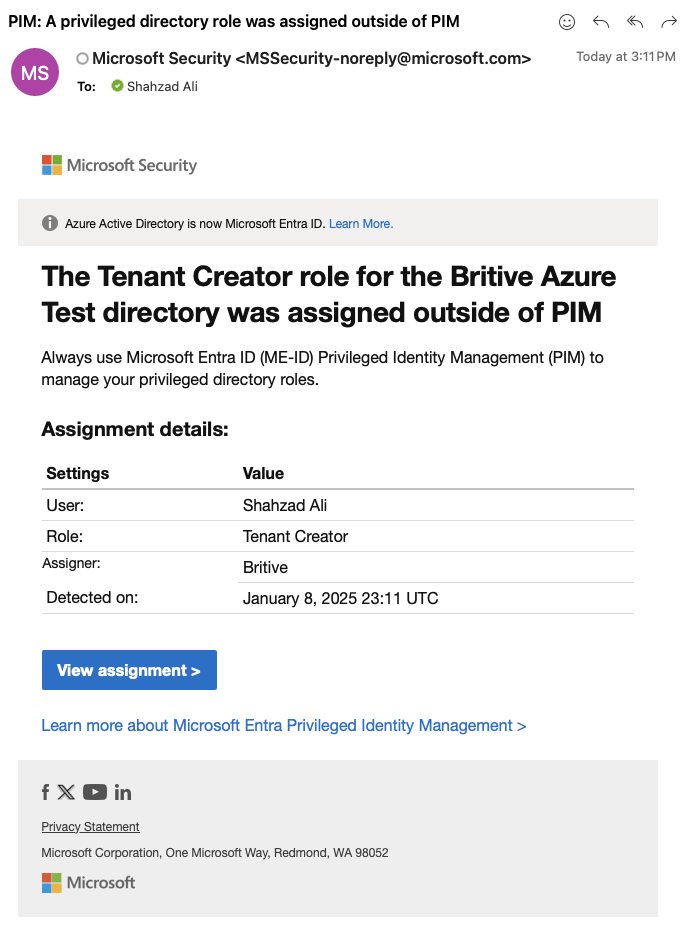 PIM: A privileged directory role was assigned outside of PIM
MS
Microsoft Security <MSSecurity-noreply@microsoft.com>
Today at 3:11 PM
To: Shahzad Ali
Microsoft Security
Azure Active Directory is now Microsoft Entra ID. Learn More.
The Tenant Creator role for the Britive Azure
Test directory was assigned outside of PIM
Always use Microsoft Entra ID (ME-ID) Privileged Identity Management (PIM) to
manage your privileged directory roles.
Assignment details:
Settings Value
User: Shahzad Ali
Role: Tenant Creator
Assigner: Britive
Detected on: January 8, 2025 23:11 UTC
View assignment >
Learn more about Microsoft Entra Privileged Identity Management >
Privacy Statement
Microsoft Corporation, One Microsoft Way, Redmond, WA 98052
Microsoft